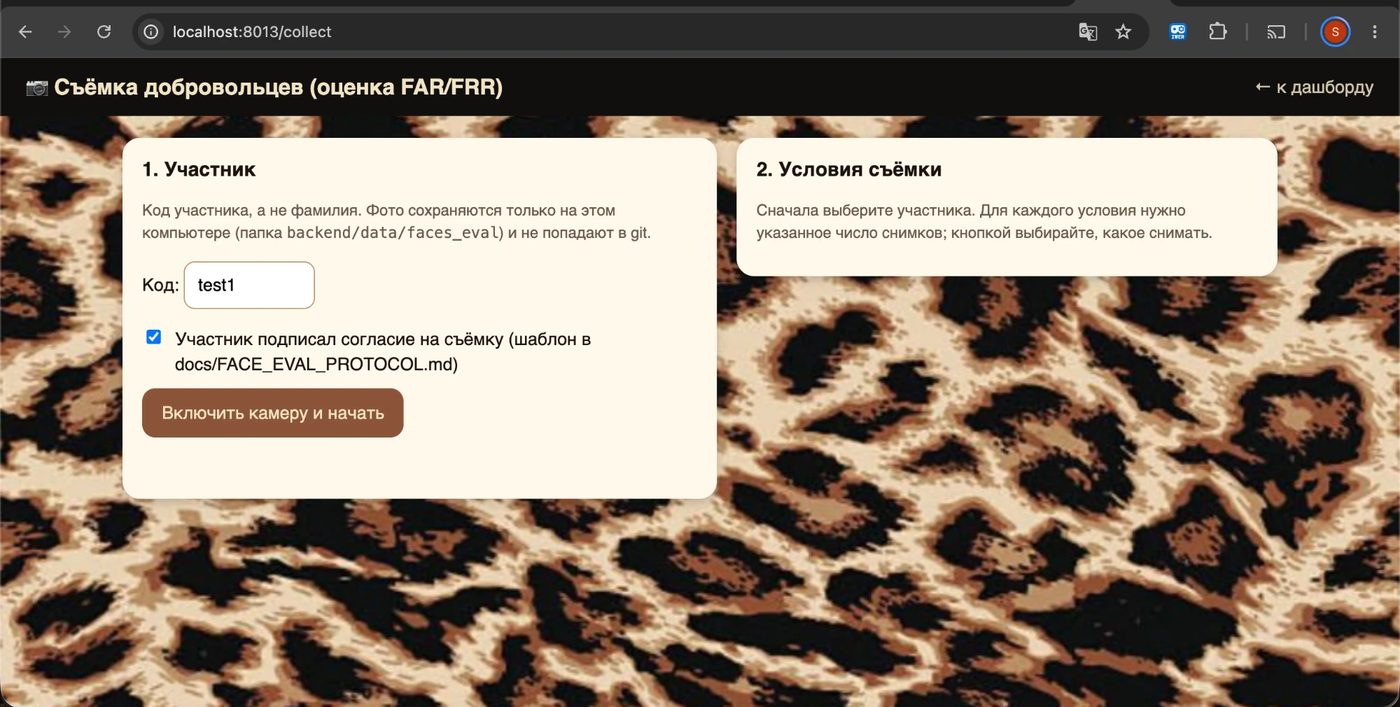 localhost:8013/collect
S
📷 Съёмка добровольцев (оценка FAR/FRR)
← к дашборду
1. Участник
Код участника, а не фамилия. Фото сохраняются только на этом
компьютере (папка backend/data/faces_eval) и не попадают в git.
Код: test1
Участник подписал согласие на съёмку (шаблон в
docs/FACE_EVAL_PROTOCOL.md)
Включить камеру и начать
2. Условия съёмки
Сначала выберите участника. Для каждого условия нужно
указанное число снимков; кнопкой выбирайте, какое снимать.